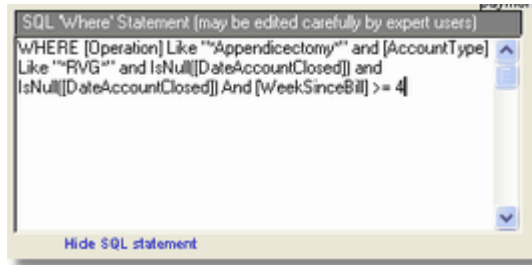 payme
SQL 'Where' Statement (may be edited carefully by expert users)
WHERE [Operation] Like "*Appendicectomy*" and [AccountType]
Like "*RVG*" and IsNull([DateAccountClosed]) and
IsNull([DateAccountClosed]) And [WeekSinceBill] >= 4
Hide SQL statement